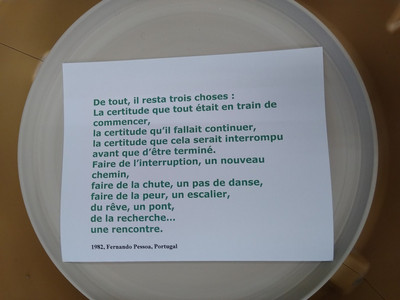 De tout, il resta trois choses :
La certitude que tout était en train de
commencer,
la certitude qu'il fallait continuer,
la certitude que cela serait interrompu
avant que d'être terminé.
Faire de l'interruption, un nouveau
chemin,
faire de la chute, un pas de danse,
faire de la peur, un escalier,
du rêve, un pont,
de la recherche...
une rencontre.
1982, Fernando Pessoa, Portugal